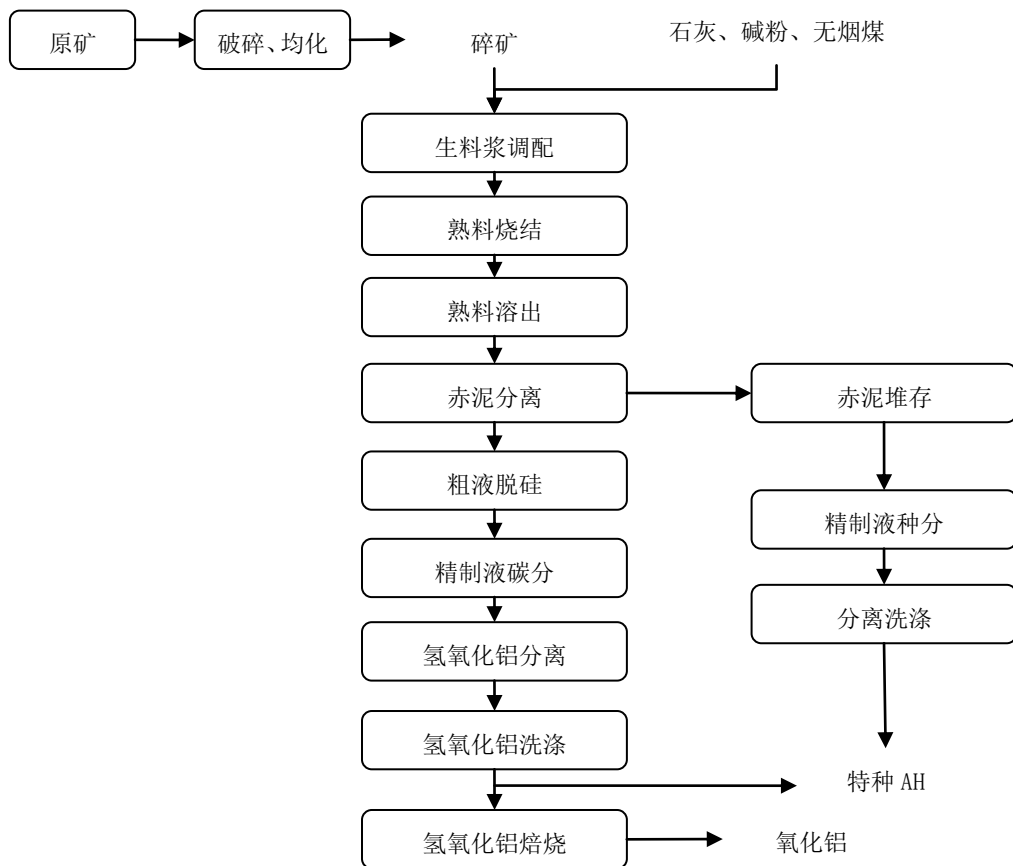 原矿
破碎、均化
碎矿
石灰、碱粉、无烟煤
生料浆调配
熟料烧结
熟料溶出
赤泥分离
赤泥堆存
粗液脱硅
精制液种分
精制液碳分
分离洗涤
氢氧化铝分离
氢氧化铝洗涤
特种 AH
氢氧化铝焙烧
氧化铝